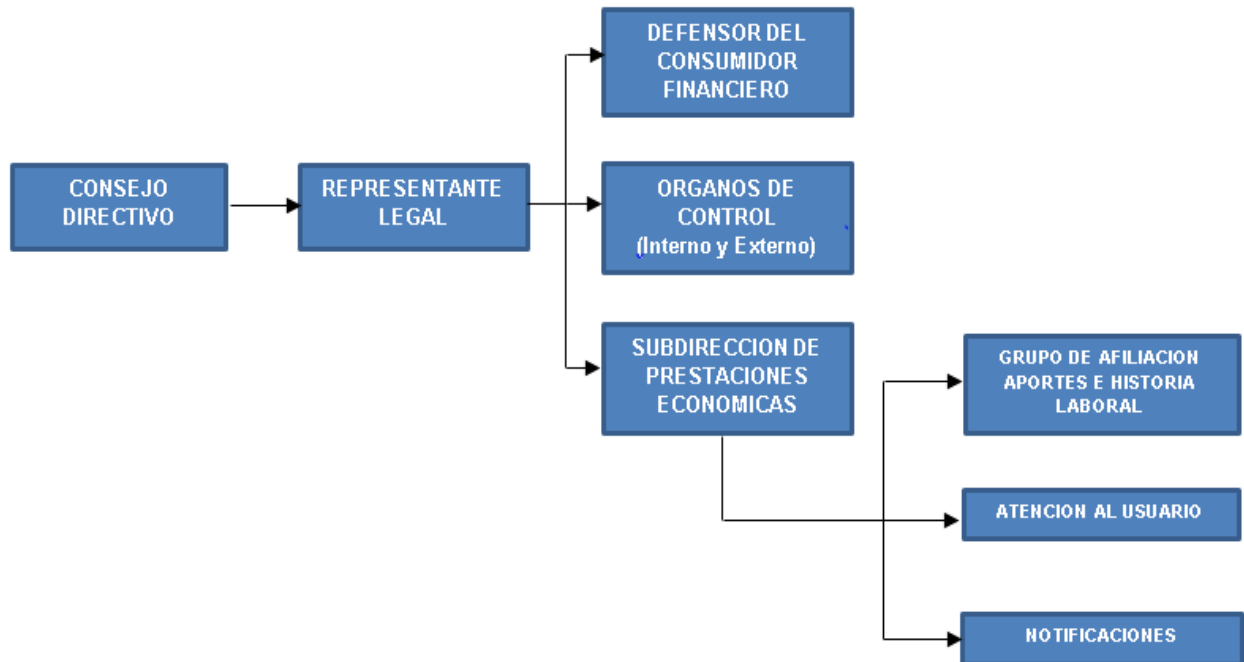 DEFENSOR DEL
CONSUMIDOR
FINANCIERO
CONSEJO
DIRECTIVO
REPRESENTANTE
LEGAL
ORGANOS DE
CONTROL
(Interno y Externo)
SUBDIRECCION DE
PRESTACIONES
ECONOMICAS
GRUPO DE AFILIACION
APORTES E HISTORIA
LABORAL
ATENCION AL USUARIO
NOTIFICACIONES